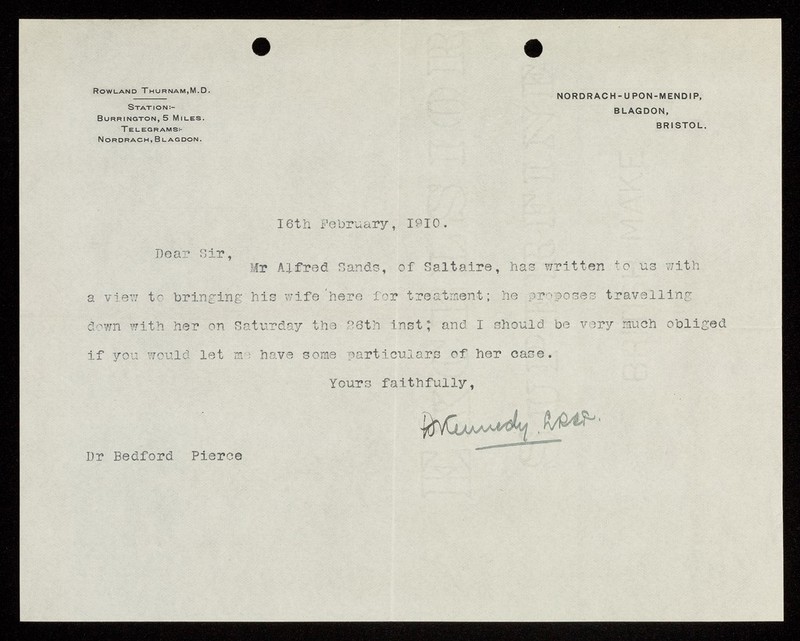 ROWLAND THURNAM, M.D.
STATION:-
BURRINGTON, 5 MILES.
TELEGRAMS:-
NORDRACH, BLAGDON.
NORDRACH-UPON-MENDIP,
BLAGDON,
BRISTOL.
16th February, 1910.
Dear Sir,
Mr Alfred Sands, of Saltaire, has written to us with
a view to bringing his wife here for treatment; he proposes travelling
down with her on Saturday the 26th inst; and I should be very much obliged
if you would let me have some particulars of her case.
Yours faithfully,
Kennedy
Dr Bedford Pierce